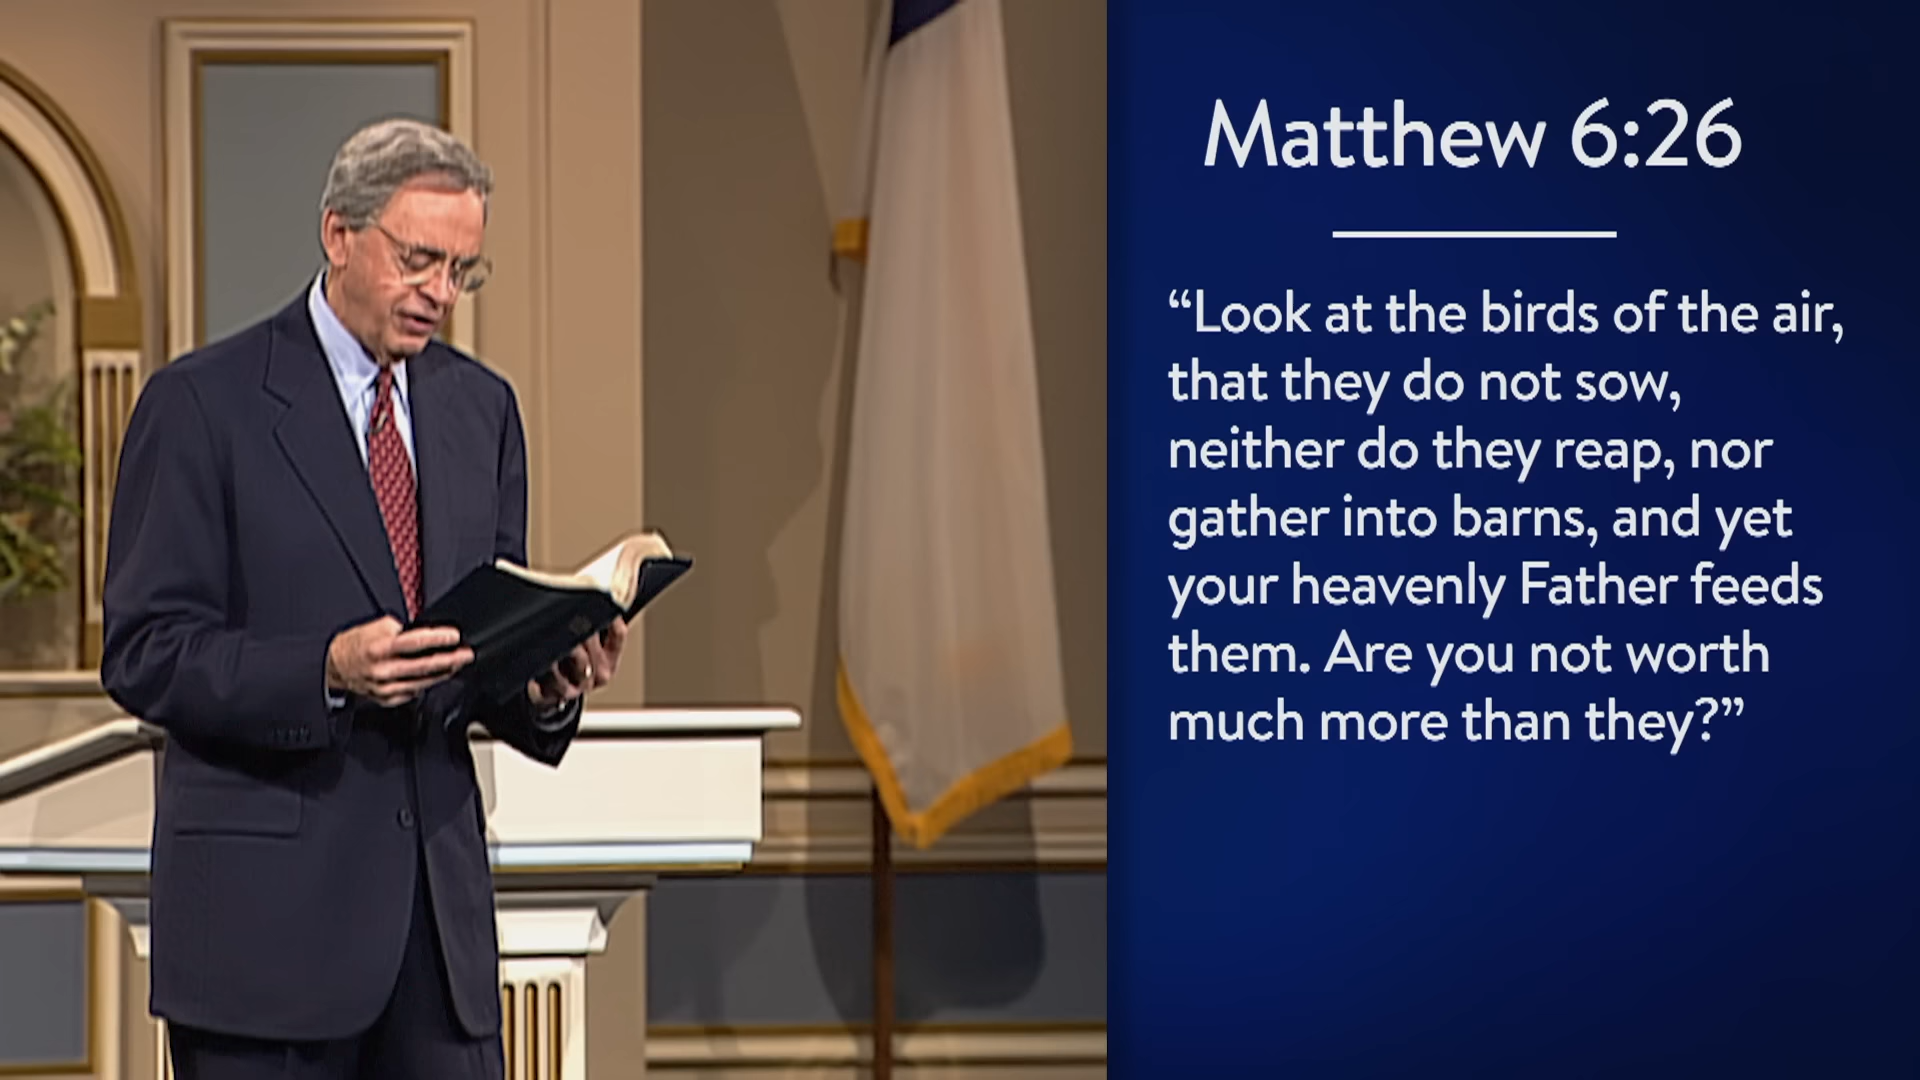 Matthew 6:26
“Look at the birds of the air,
that they do not sow,
neither do they reap, nor
gather into barns, and yet
your heavenly Father feeds
them. Are you not worth
much more than they?”